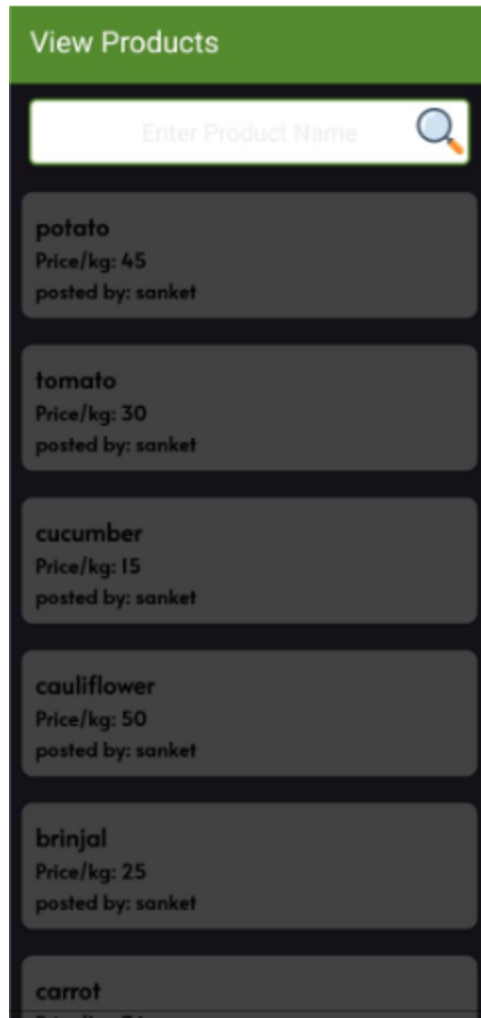 View Products
Enter Product Name
potato
Price/kg: 45
posted by: sanket
tomato
Price/kg: 30
posted by: sanket
cucumber
Price/kg: 15
posted by: sanket
cauliflower
Price/kg: 50
posted by: sanket
brinjal
Price/kg: 25
posted by: sanket
carrot